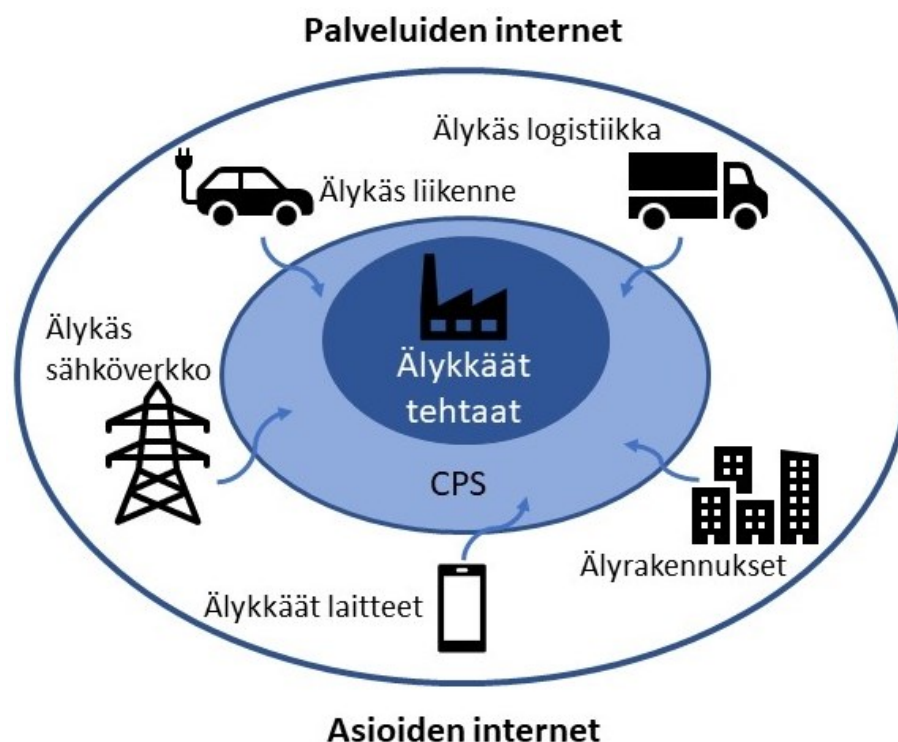 Palveluiden internet
Älykäs logistiikka
Älykäs liikenne
Älykäs
sähköverkko
Älykkäät
tehtaat
CPS
Älyrakennukset
Älykkäät laitteet
Asioiden internet